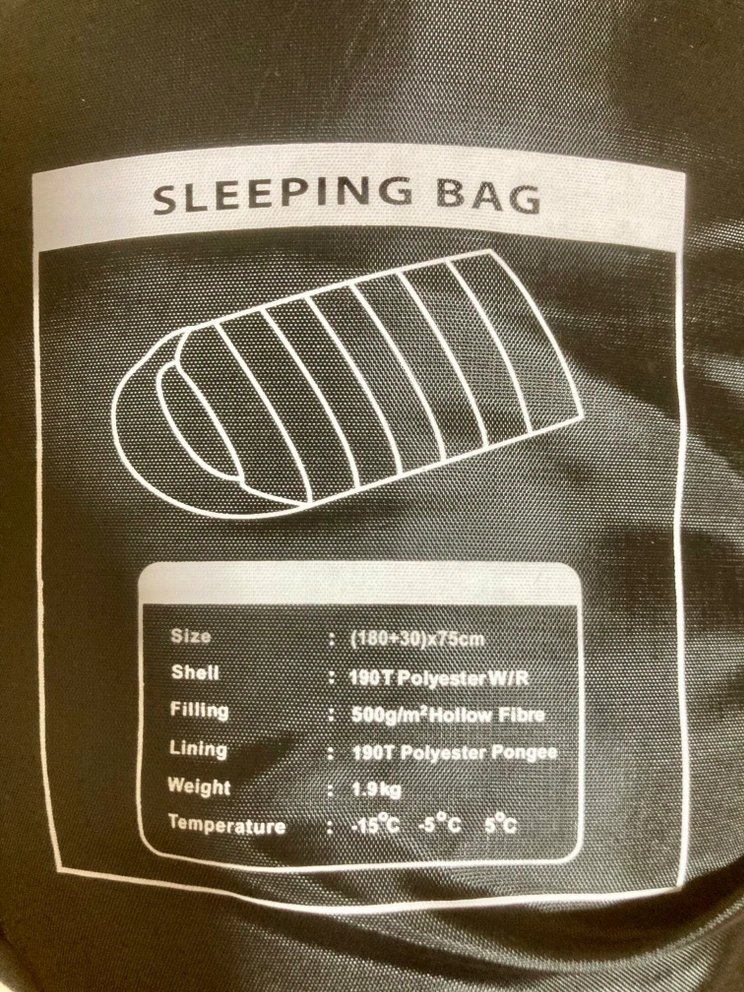 SLEEPING BAG
Size : (180+30)x75cm
Shell : 190T Polyester W/R
Filling : 500g/m² Hollow Fibre
Lining : 190T Polyester Pongee
Weight : 1.9kg
Temperature : -15°C -5°C 5°C